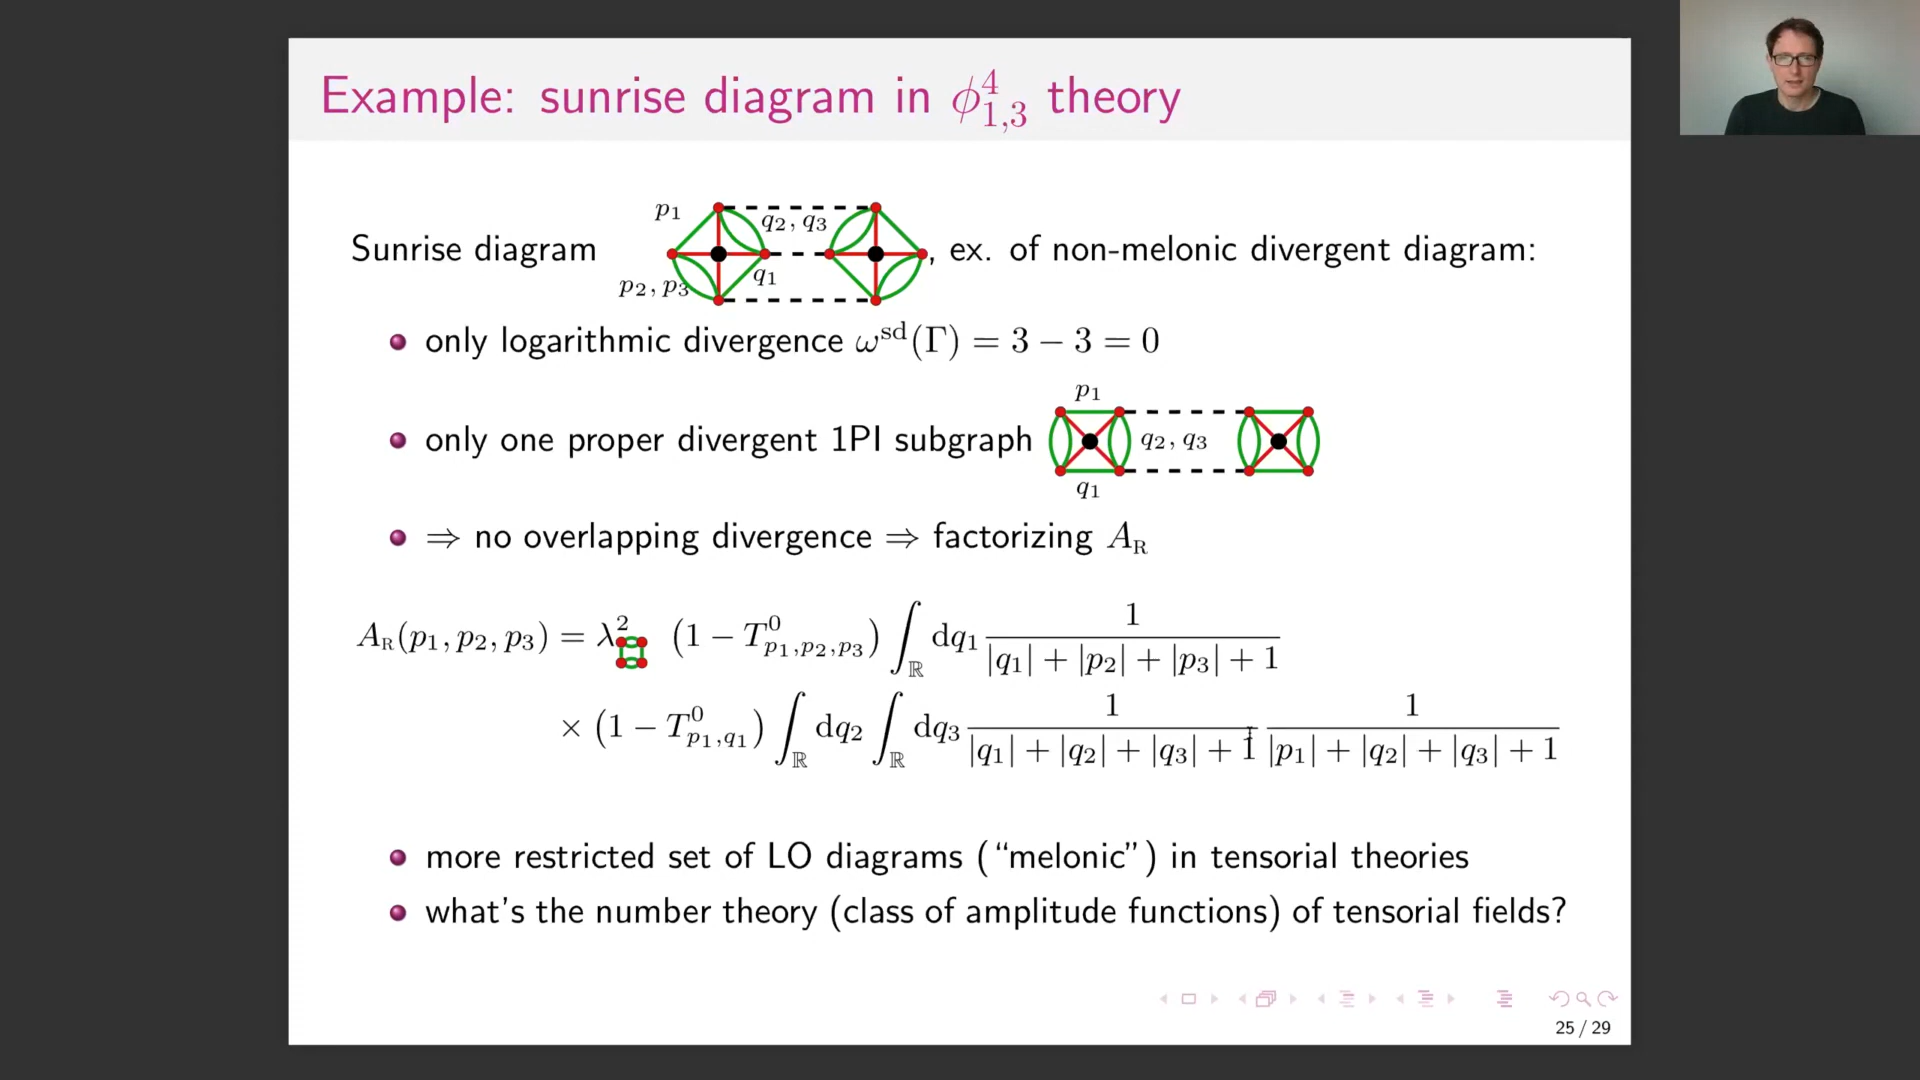 Example: sunrise diagram in ϕ⁴₁,₃ theory
Sunrise diagram p₁ q₂, q₃ p₂, p₃ q₁ , ex. of non-melonic divergent diagram:
only logarithmic divergence ωˢᵈ(Γ) = 3 − 3 = 0
only one proper divergent 1PI subgraph p₁ q₂, q₃ q₁
⇒ no overlapping divergence ⇒ factorizing A_R
A_R(p₁, p₂, p₃) = λ² (1 − T⁰_{p₁,p₂,p₃}) ∫_ℝ dq₁ 1 / (|q₁| + |p₂| + |p₃| + 1)
× (1 − T⁰_{p₁,q₁}) ∫_ℝ dq₂ ∫_ℝ dq₃ 1 / (|q₁| + |q₂| + |q₃| + 1) 1 / (|p₁| + |q₂| + |q₃| + 1)
more restricted set of LO diagrams (“melonic”) in tensorial theories
what’s the number theory (class of amplitude functions) of tensorial fields?
25 / 29